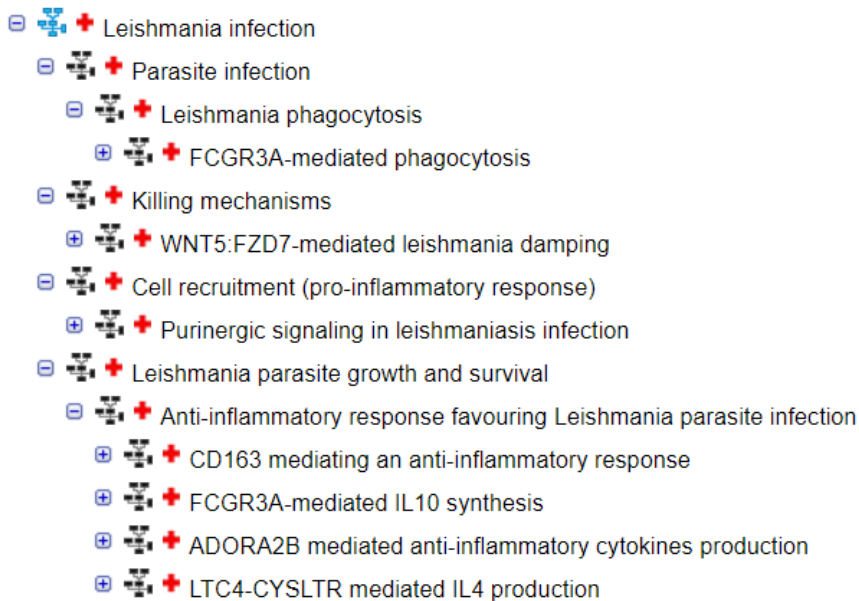 Leishmania infection
Parasite infection
Leishmania phagocytosis
FCGR3A-mediated phagocytosis
Killing mechanisms
WNT5:FZD7-mediated leishmania damping
Cell recruitment (pro-inflammatory response)
Purinergic signaling in leishmaniasis infection
Leishmania parasite growth and survival
Anti-inflammatory response favouring Leishmania parasite infection
CD163 mediating an anti-inflammatory response
FCGR3A-mediated IL10 synthesis
ADORA2B mediated anti-inflammatory cytokines production
LTC4-CYSLTR mediated IL4 production